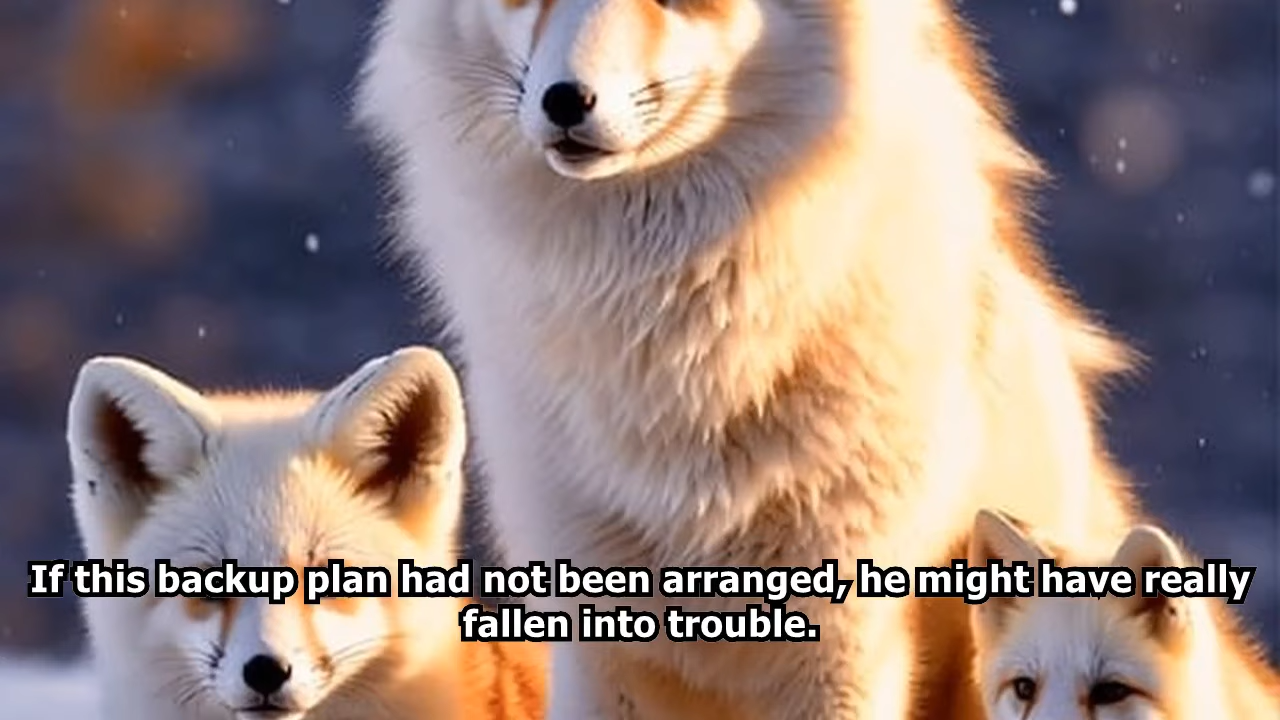 If this backup plan had not been arranged, he might have really
fallen into trouble.